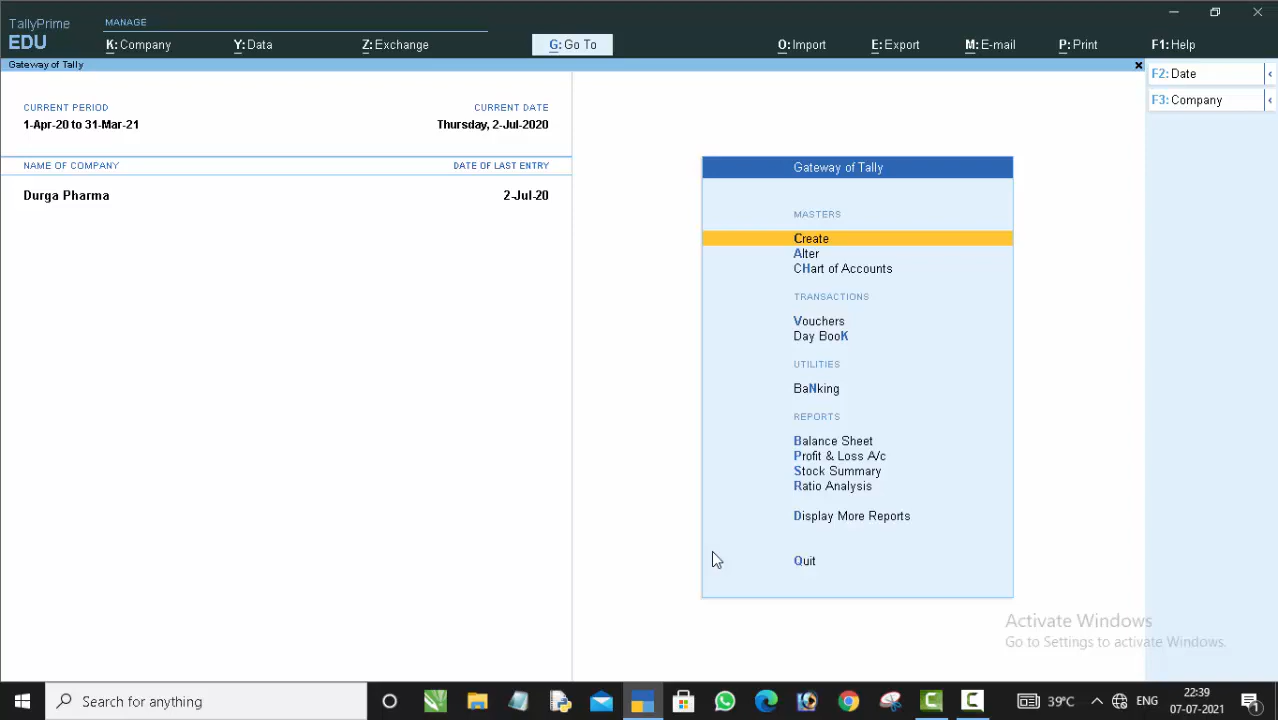 TallyPrime
EDU
MANAGE
K: Company
Y: Data
Z: Exchange
G: Go To
O: Import
E: Export
M: E-mail
P: Print
F1: Help
Gateway of Tally
F2: Date
F3: Company
CURRENT PERIOD
CURRENT DATE
1-Apr-20 to 31-Mar-21
Thursday, 2-Jul-2020
NAME OF COMPANY
DATE OF LAST ENTRY
Durga Pharma
2-Jul-20
Gateway of Tally
MASTERS
Create
Alter
CHart of Accounts
TRANSACTIONS
Vouchers
Day BooK
UTILITIES
BaNking
REPORTS
Balance Sheet
Profit & Loss A/c
Stock Summary
Ratio Analysis
Display More Reports
Quit
Activate Windows
Go to Settings to activate Windows.
Search for anything
39°C
ENG
22:39
07-07-2021
1